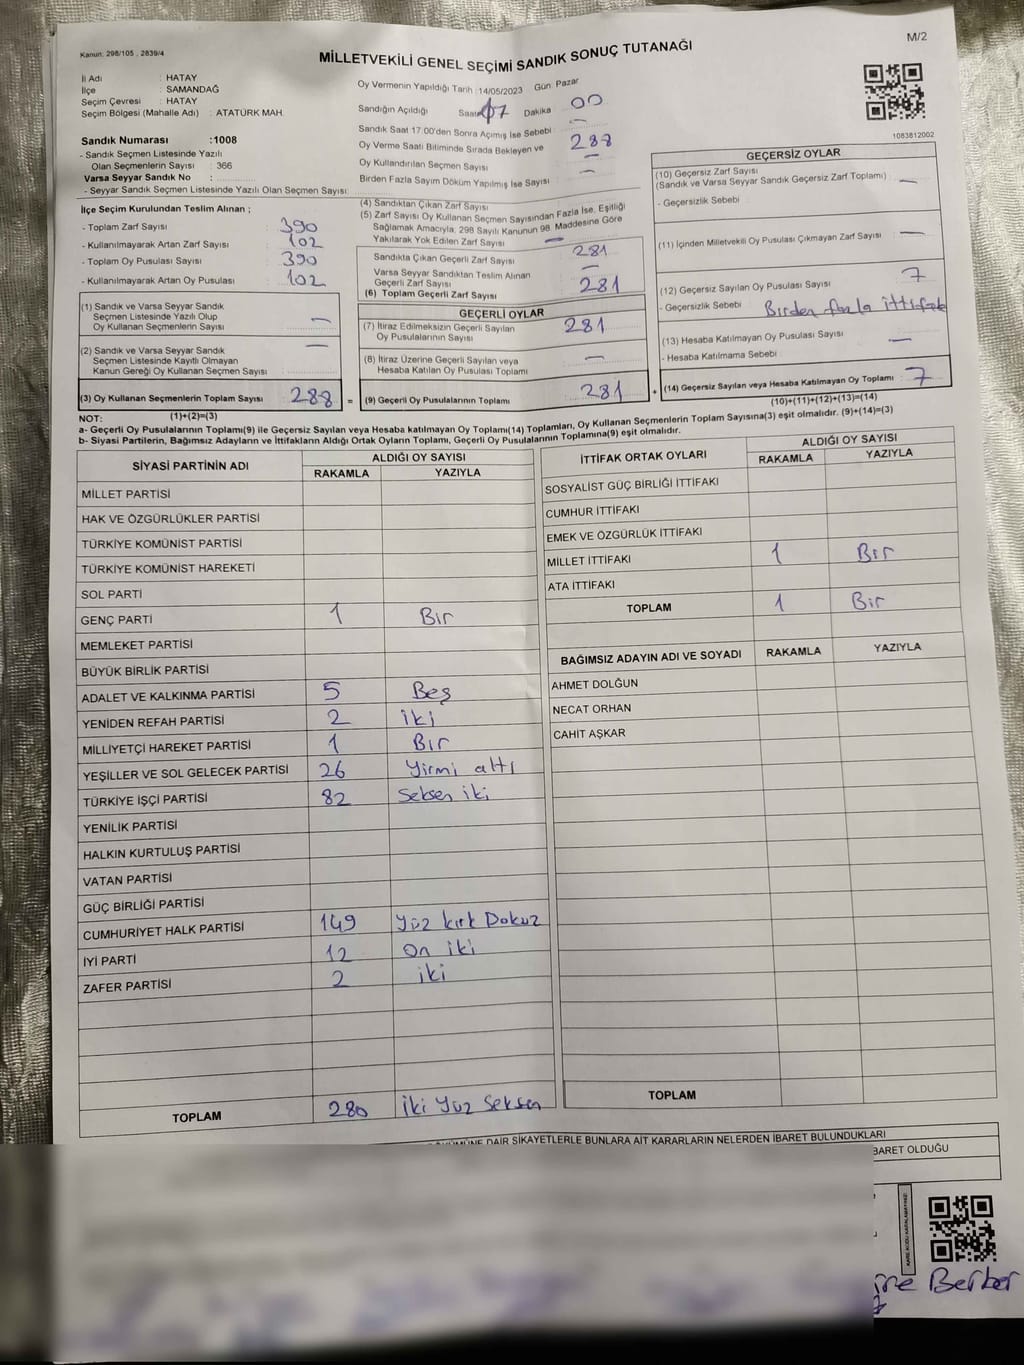 Kanun: 298/105 , 2839/4
MİLLETVEKİLİ GENEL SEÇİMİ SANDIK SONUÇ TUTANAĞI
M/2
İl Adı : HATAY
İlçe : SAMANDAĞ
Seçim Çevresi : HATAY
Seçim Bölgesi (Mahalle Adı) : ATATÜRK MAH.
Sandık Numarası :1008
- Sandık Seçmen Listesinde Yazılı
Olan Seçmenlerin Sayısı : 366
Varsa Seyyar Sandık No :
- Seyyar Sandık Seçmen Listesinde Yazılı Olan Seçmen Sayısı:
Oy Vermenin Yapıldığı Tarih :14/05/2023 Gün: Pazar
Sandığın Açıldığı Saat 07 Dakika 00
Sandık Saat 17.00'den Sonra Açımış İse Sebebi : —
Oy Verme Saati Bitiminde Sırada Bekleyen ve 288
Oy Kullandırılan Seçmen Sayısı —
Birden Fazla Sayım Döküm Yapılmış İse Sayısı —
1083812002
İlçe Seçim Kurulundan Teslim Alınan ;
- Toplam Zarf Sayısı : 390
- Kullanılmayarak Artan Zarf Sayısı : 102
- Toplam Oy Pusulası Sayısı : 390
- Kullanılmayarak Artan Oy Pusulası : 102
(4) Sandıktan Çıkan Zarf Sayısı
(5) Zarf Sayısı Oy Kullanan Seçmen Sayısından Fazla İse, Eşitliği
Sağlamak Amacıyla, 298 Sayılı Kanunun 98. Maddesine Göre
Yakılarak Yok Edilen Zarf Sayısı —
Sandıkta Çıkan Geçerli Zarf Sayısı 281
Varsa Seyyar Sandıktan Teslim Alınan
Geçerli Zarf Sayısı —
(6) Toplam Geçerli Zarf Sayısı 281
GEÇERSİZ OYLAR
(10) Geçersiz Zarf Sayısı
(Sandık ve Varsa Seyyar Sandık Geçersiz Zarf Toplamı) —
- Geçersizlik Sebebi :
(11) İçinden Milletvekili Oy Pusulası Çıkmayan Zarf Sayısı —
(12) Geçersiz Sayılan Oy Pusulası Sayısı 7
- Geçersizlik Sebebi : Birden fazla ittifak
(13) Hesaba Katılmayan Oy Pusulası Sayısı —
- Hesaba Katılmama Sebebi :
(14) Geçersiz Sayılan veya Hesaba Katılmayan Oy Toplamı 7
(10)+(11)+(12)+(13)=(14)
(1) Sandık ve Varsa Seyyar Sandık
Seçmen Listesinde Yazılı Olup
Oy Kullanan Seçmenlerin Sayısı —
(2) Sandık ve Varsa Seyyar Sandık
Seçmen Listesinde Kayıtlı Olmayan
Kanun Gereği Oy Kullanan Seçmen Sayısı —
(3) Oy Kullanan Seçmenlerin Toplam Sayısı 288 =
(1)+(2)=(3)
GEÇERLİ OYLAR
(7) İtiraz Edilmeksizin Geçerli Sayılan
Oy Pusulalarının Sayısı 281
(8) İtiraz Üzerine Geçerli Sayılan veya
Hesaba Katılan Oy Pusulası Toplamı —
(9) Geçerli Oy Pusulalarının Toplamı 281 +
NOT:
a- Geçerli Oy Pusulalarının Toplamı(9) ile Geçersiz Sayılan veya Hesaba katılmayan Oy Toplamı(14) Toplamları, Oy Kullanan Seçmenlerin Toplam Sayısına(3) eşit olmalıdır. (9)+(14)=(3)
b- Siyasi Partilerin, Bağımsız Adayların ve İttifakların Aldığı Ortak Oyların Toplamı, Geçerli Oy Pusulalarının Toplamına(9) eşit olmalıdır.
SİYASİ PARTİNİN ADI ALDIĞI OY SAYISI
RAKAMLA YAZIYLA
MİLLET PARTİSİ
HAK VE ÖZGÜRLÜKLER PARTİSİ
TÜRKİYE KOMÜNİST PARTİSİ
TÜRKİYE KOMÜNİST HAREKETİ
SOL PARTİ
GENÇ PARTİ 1 Bir
MEMLEKET PARTİSİ
BÜYÜK BİRLİK PARTİSİ
ADALET VE KALKINMA PARTİSİ 5 Beş
YENİDEN REFAH PARTİSİ 2 iki
MİLLİYETÇİ HAREKET PARTİSİ 1 Bir
YEŞİLLER VE SOL GELECEK PARTİSİ 26 Yirmi altı
TÜRKİYE İŞÇİ PARTİSİ 82 Seksen iki
YENİLİK PARTİSİ
HALKIN KURTULUŞ PARTİSİ
VATAN PARTİSİ
GÜÇ BİRLİĞİ PARTİSİ
CUMHURİYET HALK PARTİSİ 149 Yüz kırk Dokuz
İYİ PARTİ 12 On iki
ZAFER PARTİSİ 2 iki
TOPLAM 280 İki Yüz Seksen
İTTİFAK ORTAK OYLARI ALDIĞI OY SAYISI
RAKAMLA YAZIYLA
SOSYALİST GÜÇ BİRLİĞİ İTTİFAKI
CUMHUR İTTİFAKI
EMEK VE ÖZGÜRLÜK İTTİFAKI
MİLLET İTTİFAKI 1 Bir
ATA İTTİFAKI
TOPLAM 1 Bir
BAĞIMSIZ ADAYIN ADI VE SOYADI RAKAMLA YAZIYLA
AHMET DOLĞUN
NECAT ORHAN
CAHİT AŞKAR
TOPLAM
DAİR ŞİKAYETLERLE BUNLARA AİT KARARLARIN NELERDEN İBARET BULUNDUKLARI
BARET OLDUĞU
KARE KODU KARALAMAYINIZ!
Berber